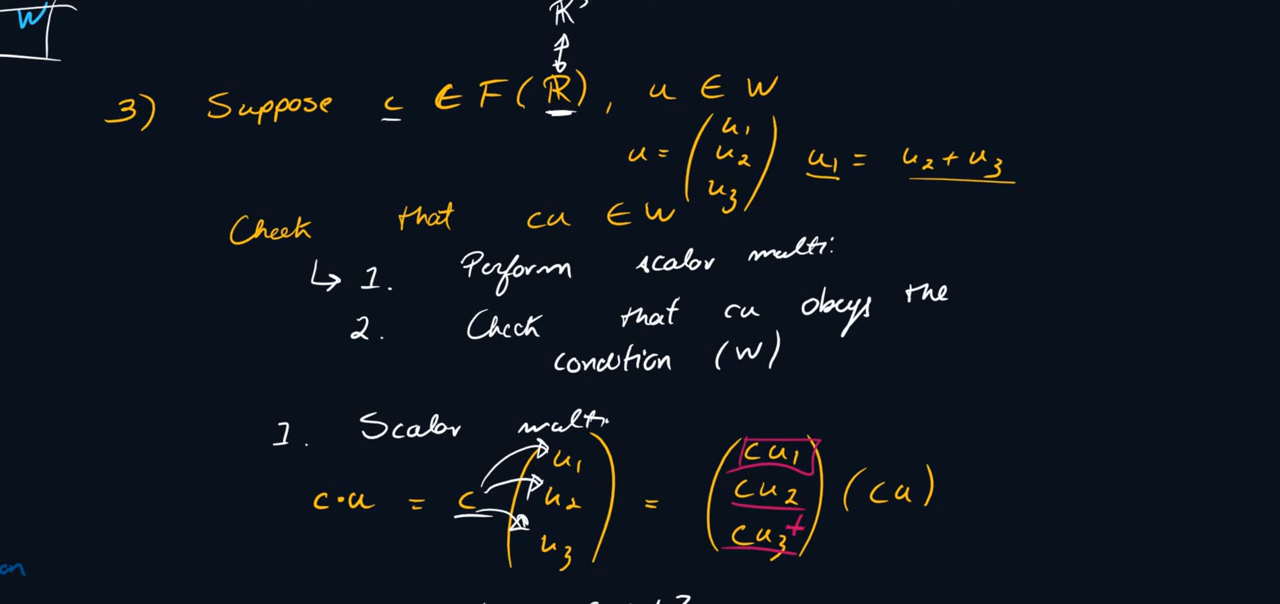 W
3) Suppose c ∈ F(ℝ), u ∈ W
u = (u1 u2 u3) u1 = u2 + u3
Check that cu ∈ W
↳ 1. Perform scalar multi.
2. Check that cu obeys the
condition (W)
1. Scalar multi.
c·u = c (u1 u2 u3) = (cu1 cu2 cu3) (cu)